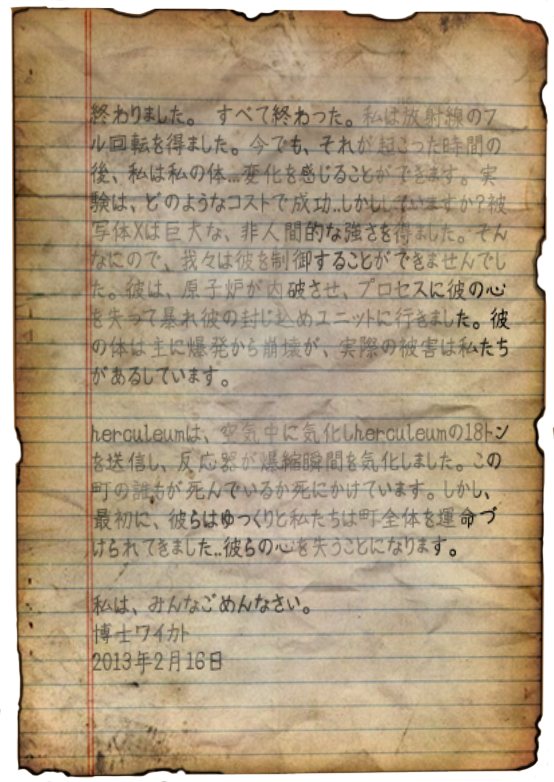 終わりました。 すべて終わった。私は放射線のフ
ル回転を得ました。今でも、それが起こった時間の
後、私は私の体...変化を感じることができます。実
験は、どのようなコストで成功..しかししていますか?被
写体Xは巨大な、非人間的な強さを得ました。そん
なにので、我々は彼を制御することができませんでし
た。彼は、原子炉が内破させ、プロセスに彼の心
を失って暴れ彼の封じ込めユニットに行きました。彼
の体は主に爆発から崩壊が、実際の被害は私たち
があるしています。
herculeumは、空気中に気化しherculeumの18トン
を送信し、反応器が爆縮瞬間を気化しました。この
町の誰もが死んでいるか死にかけています。しかし、
最初に、彼らはゆっくりと私たちは町全体を運命づ
けられてきました..彼らの心を失うことになります。
私は、みんなごめんなさい。
博士ワイカト
2013年2月16日